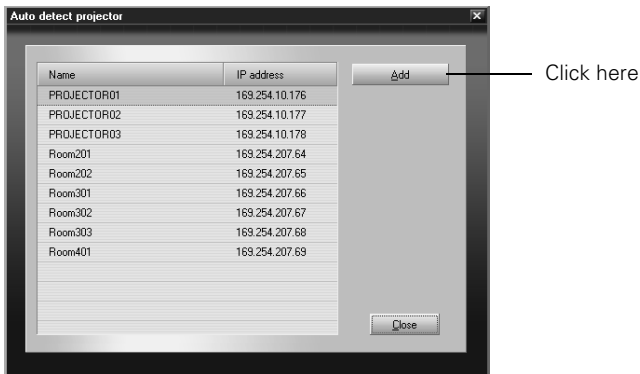 Auto detect projector
Name IP address Add Click here
PROJECTOR01 169.254.10.176
PROJECTOR02 169.254.10.177
PROJECTOR03 169.254.10.178
Room201 169.254.207.64
Room202 169.254.207.65
Room301 169.254.207.66
Room302 169.254.207.67
Room303 169.254.207.68
Room401 169.254.207.69
Close